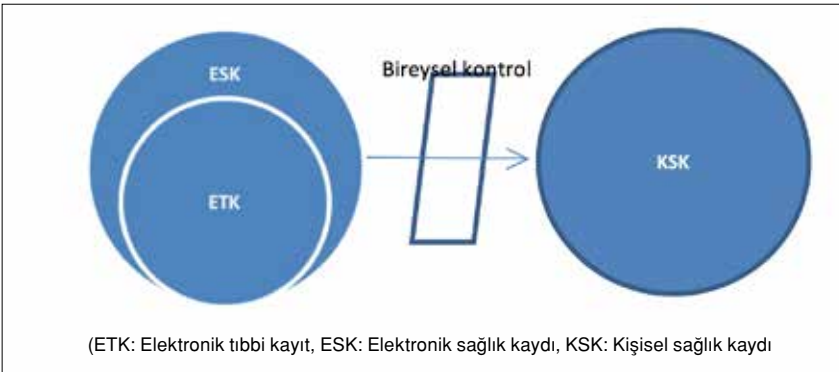 ESK
Bireysel kontrol
ETK
KSK
(ETK: Elektronik tıbbi kayıt, ESK: Elektronik sağlık kaydı, KSK: Kişisel sağlık kaydı